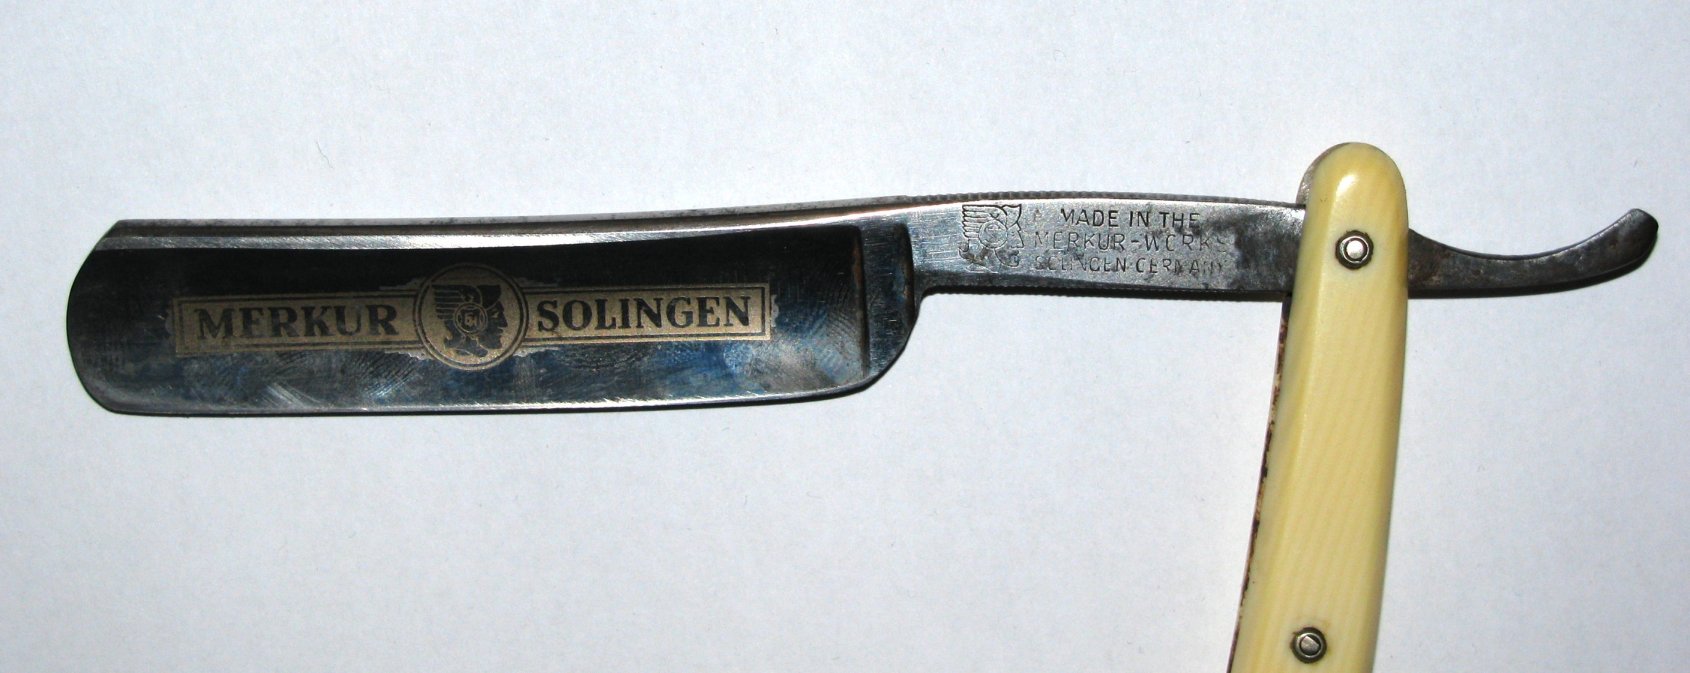 MERKUR SOLINGEN
MADE IN THE
MERKUR-WORKS
SOLINGEN-GERMANY